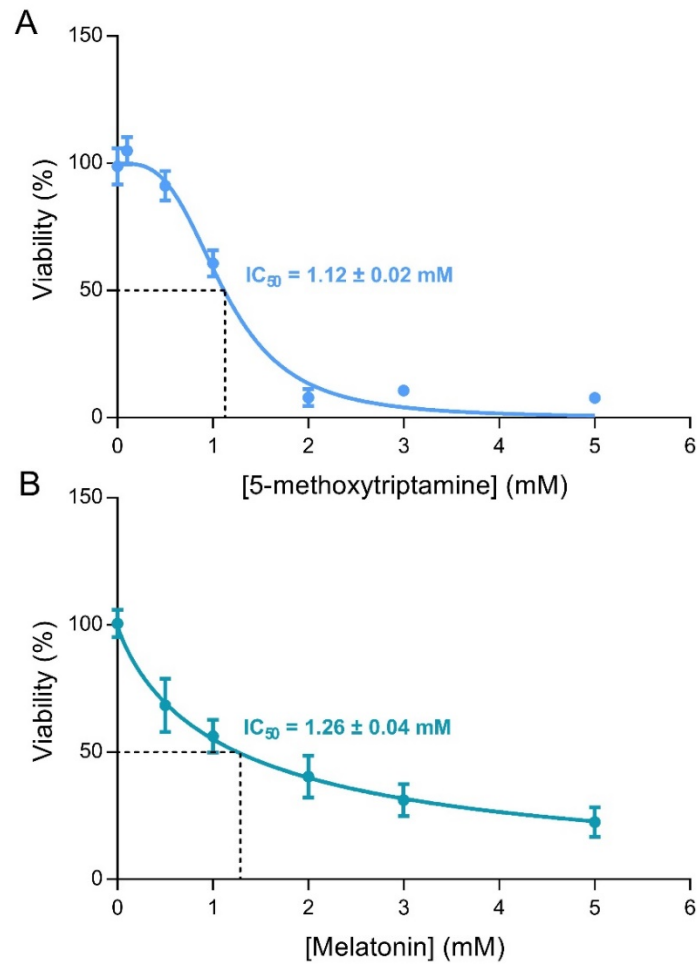 A
150
100
50
0
Viability (%)
IC50 = 1.12 ± 0.02 mM
0 1 2 3 4 5 6
[5-methoxytriptamine] (mM)
B
150
100
50
0
Viability (%)
IC50 = 1.26 ± 0.04 mM
0 1 2 3 4 5 6
[Melatonin] (mM)